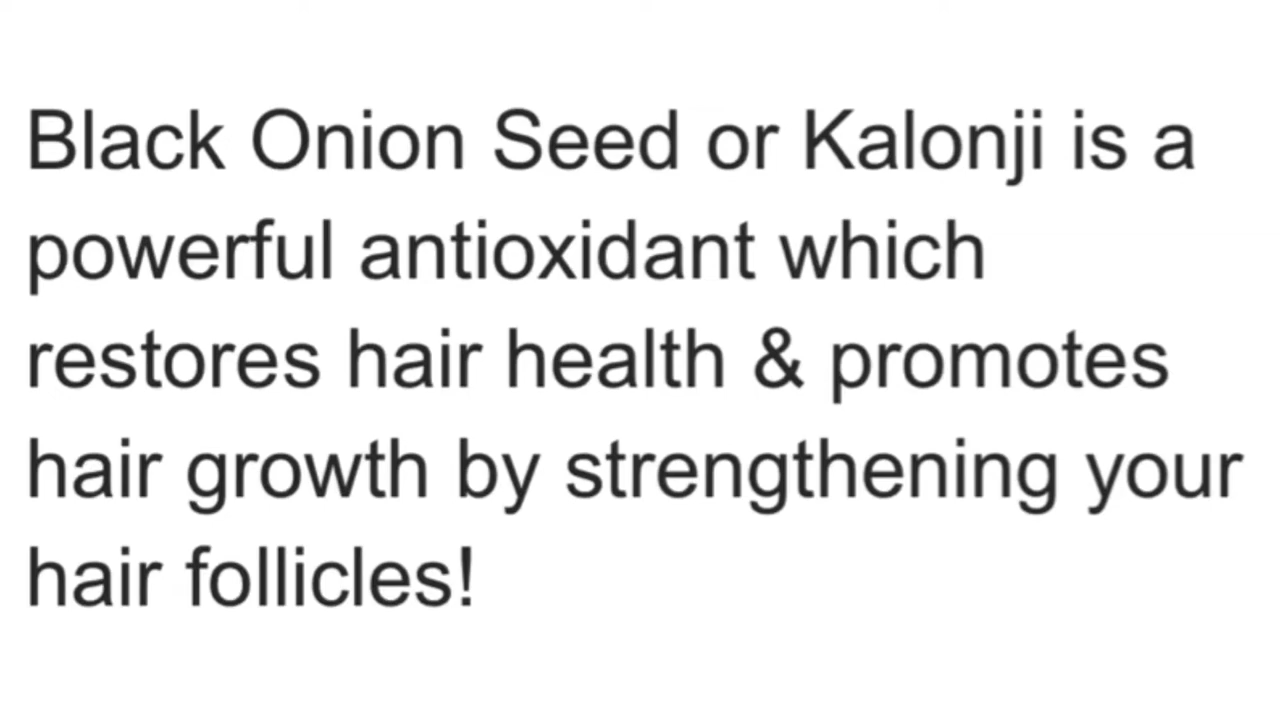 Black Onion Seed or Kalonji is a
powerful antioxidant which
restores hair health & promotes
hair growth by strengthening your
hair follicles!